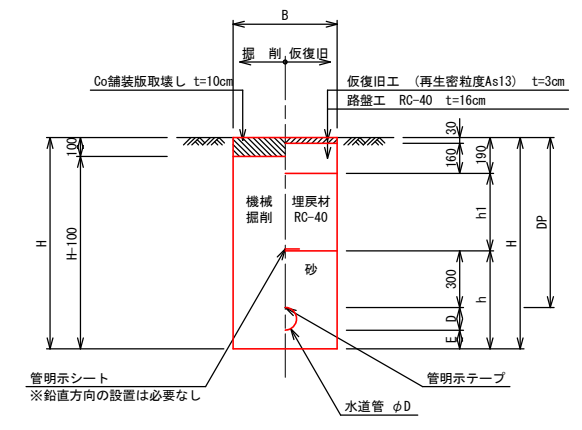 B
掘 削 仮復旧
Co舗装版取壊し t=10cm
仮復旧工 (再生密粒度As13) t=3cm
路盤工 RC-40 t=16cm
100
30
160
190
H
H-100
機械
掘削
埋戻材
RC-40
h1
H
DP
砂
300
h
D
E
管明示シート
※鉛直方向の設置は必要なし
管明示テープ
水道管 φD